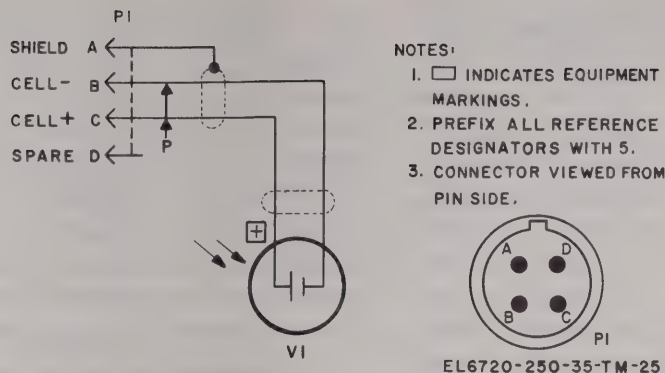 P1
SHIELD A
CELL- B
CELL+ C
SPARE D
P
+
V1
NOTES:
1. INDICATES EQUIPMENT
MARKINGS.
2. PREFIX ALL REFERENCE
DESIGNATORS WITH 5.
3. CONNECTOR VIEWED FROM
PIN SIDE.
A D
B C
P1
EL6720-250-35-TM-25